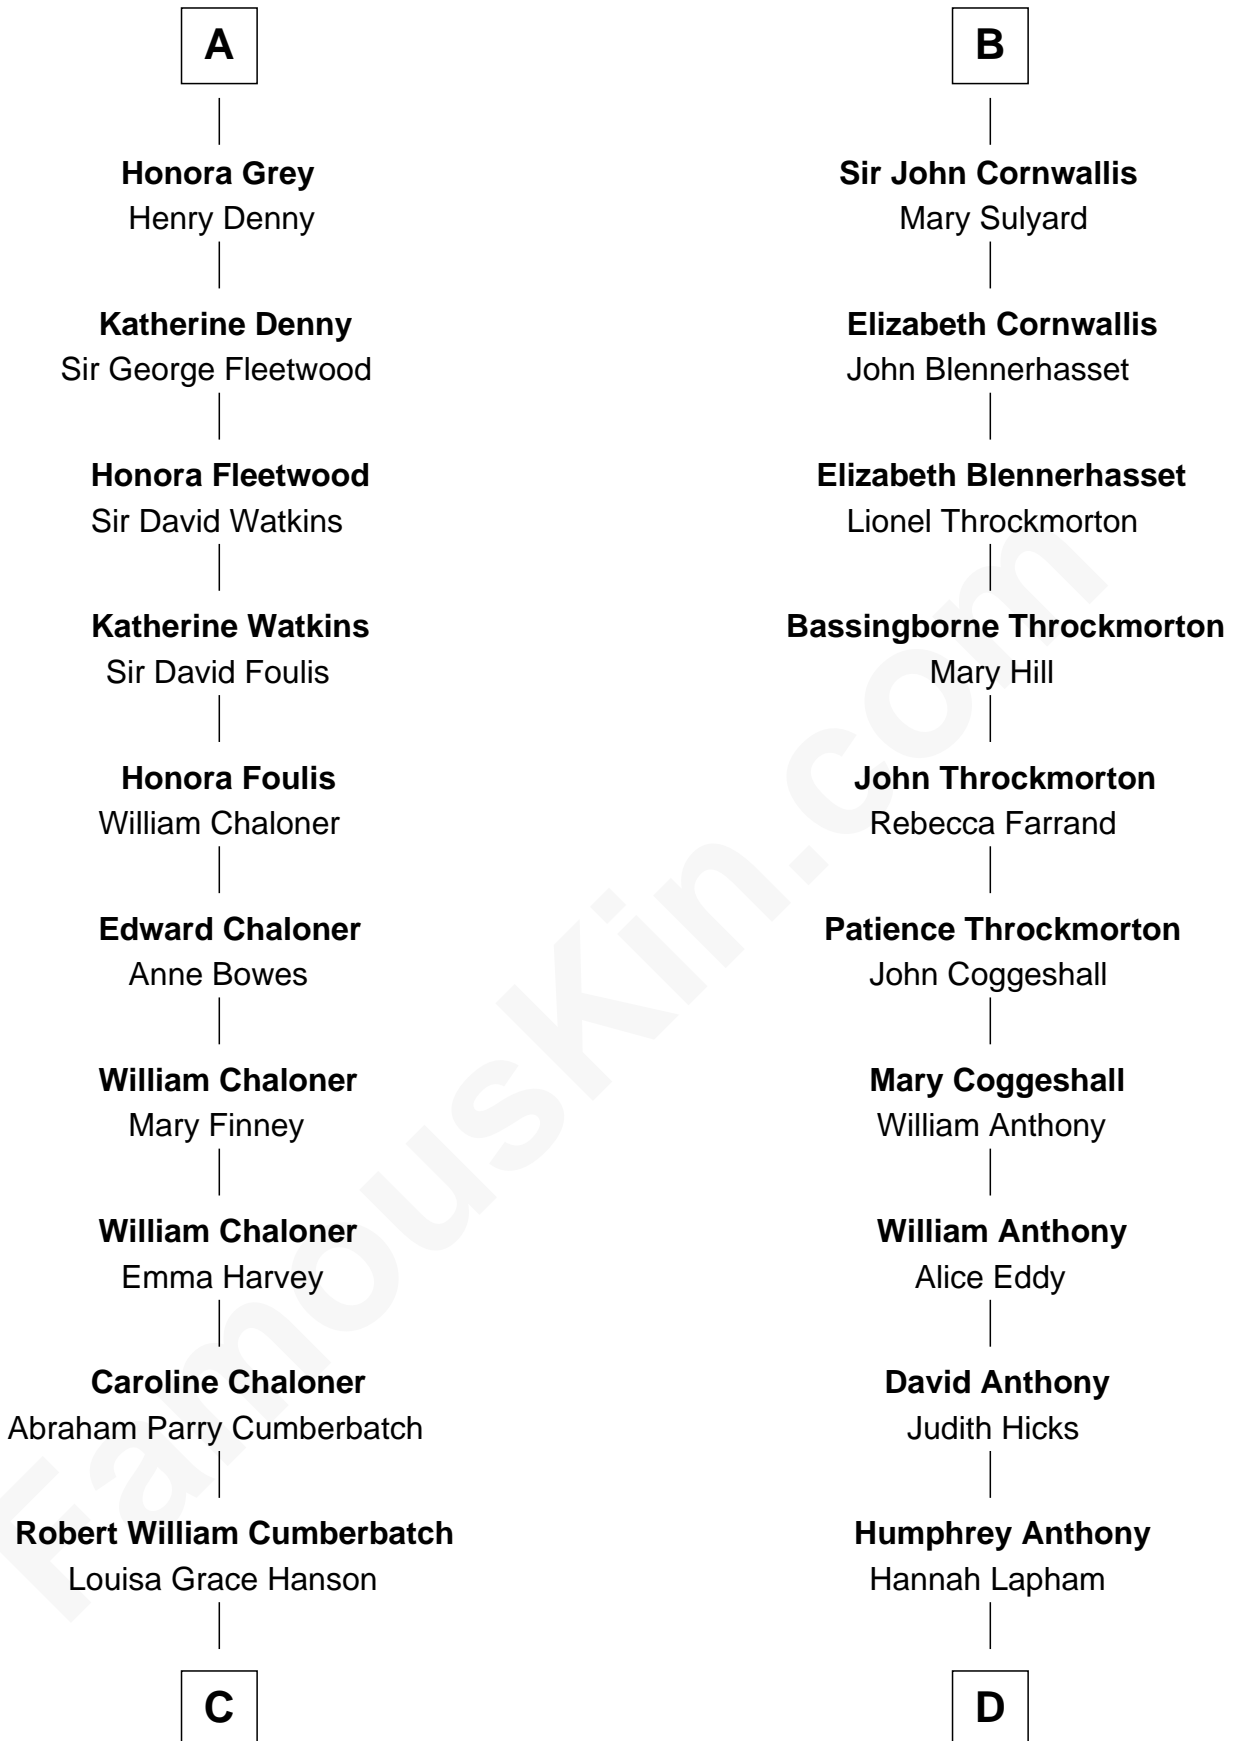 A
Honora Grey
Henry Denny
Katherine Denny
Sir George Fleetwood
Honora Fleetwood
Sir David Watkins
Katherine Watkins
Sir David Foulis
Honora Foulis
William Chaloner
Edward Chaloner
Anne Bowes
William Chaloner
Mary Finney
William Chaloner
Emma Harvey
Caroline Chaloner
Abraham Parry Cumberbatch
Robert William Cumberbatch
Louisa Grace Hanson
C
B
Sir John Cornwallis
Mary Sulyard
Elizabeth Cornwallis
John Blennerhasset
Elizabeth Blennerhasset
Lionel Throckmorton
Bassingborne Throckmorton
Mary Hill
John Throckmorton
Rebecca Farrand
Patience Throckmorton
John Coggeshall
Mary Coggeshall
William Anthony
William Anthony
Alice Eddy
David Anthony
Judith Hicks
Humphrey Anthony
Hannah Lapham
D
FamousKin.com